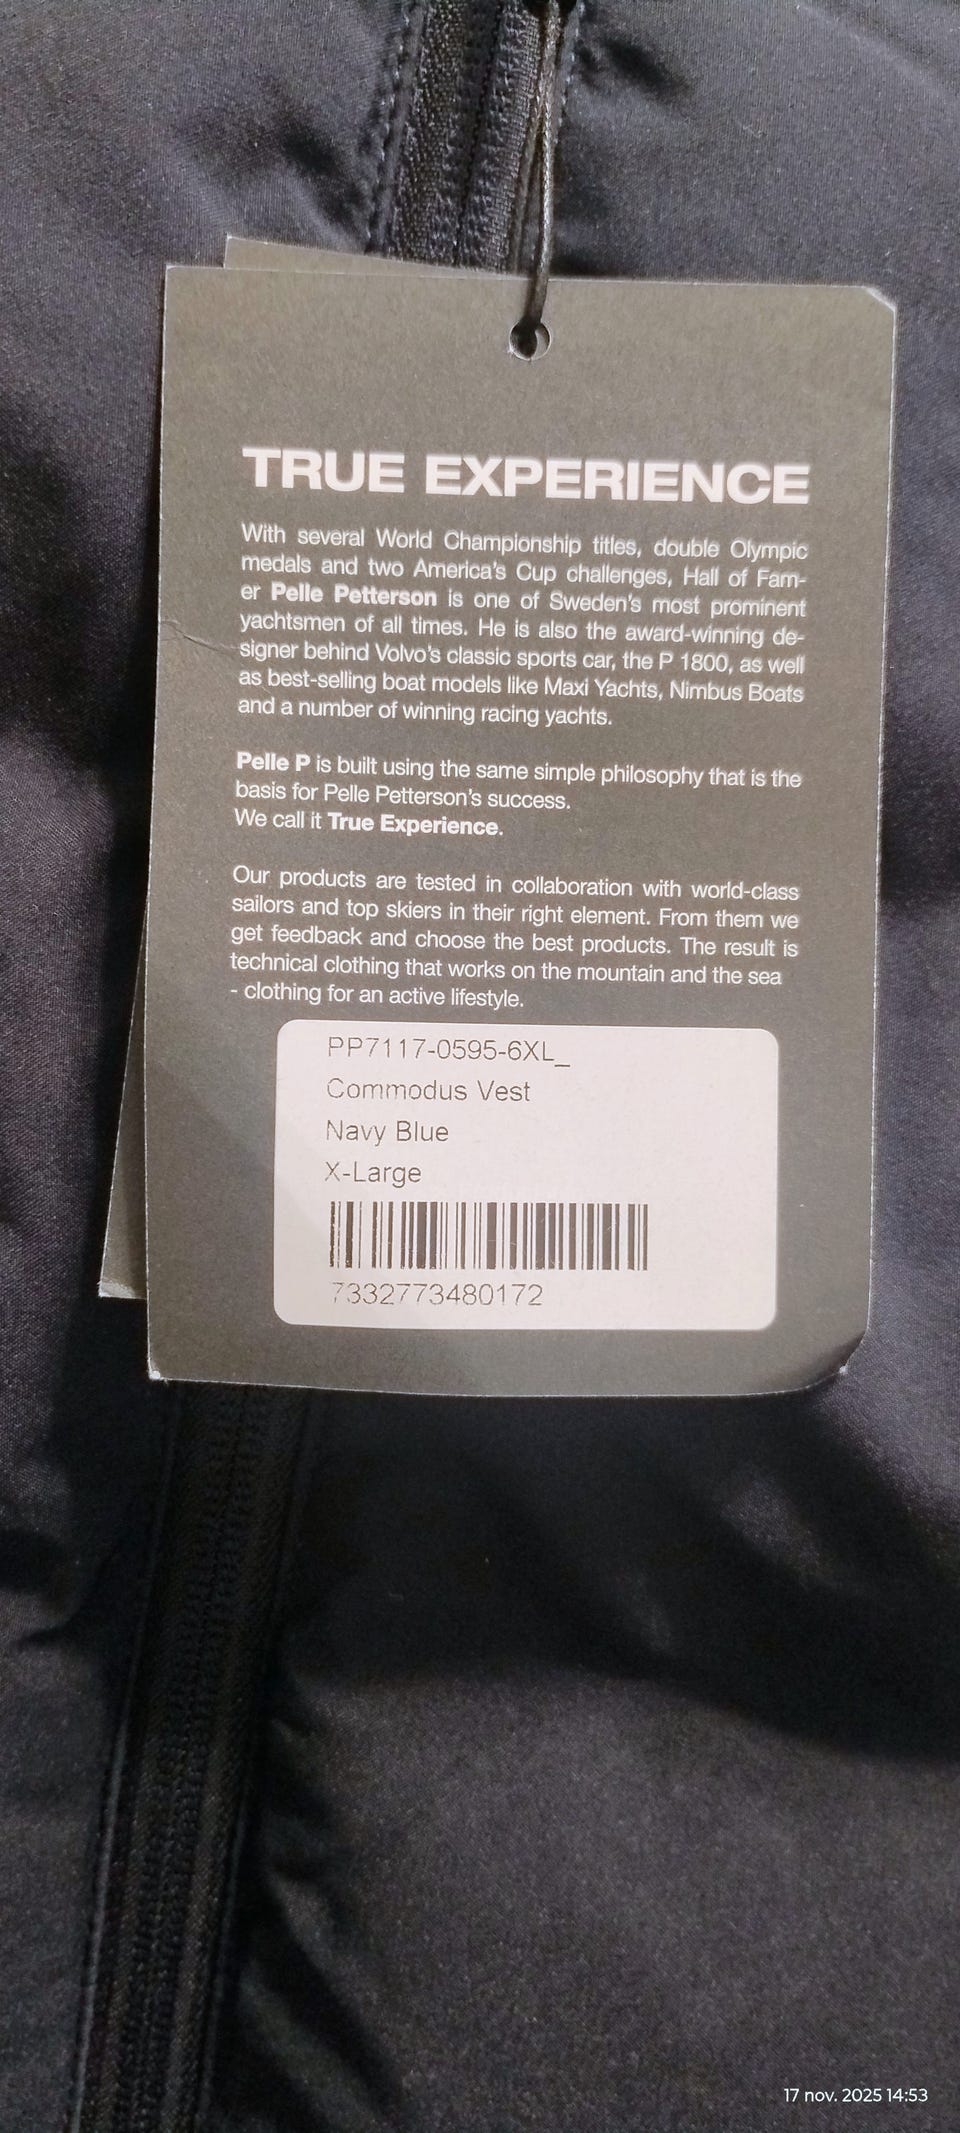 TRUE EXPERIENCE
With several World Championship titles, double Olympic
medals and two America's Cup challenges, Hall of Fam-
er Pelle Petterson is one of Sweden's most prominent
yachtsmen of all times. He is also the award-winning de-
signer behind Volvo's classic sports car, the P 1800, as well
as best-selling boat models like Maxi Yachts, Nimbus Boats
and a number of winning racing yachts.
Pelle P is built using the same simple philosophy that is the
basis for Pelle Petterson's success.
We call it True Experience.
Our products are tested in collaboration with world-class
sailors and top skiers in their right element. From them we
get feedback and choose the best products. The result is
technical clothing that works on the mountain and the sea
- clothing for an active lifestyle.
PP7117-0595-6XL_
Commodus Vest
Navy Blue
X-Large
7332773480172
17 nov. 2025 14:53